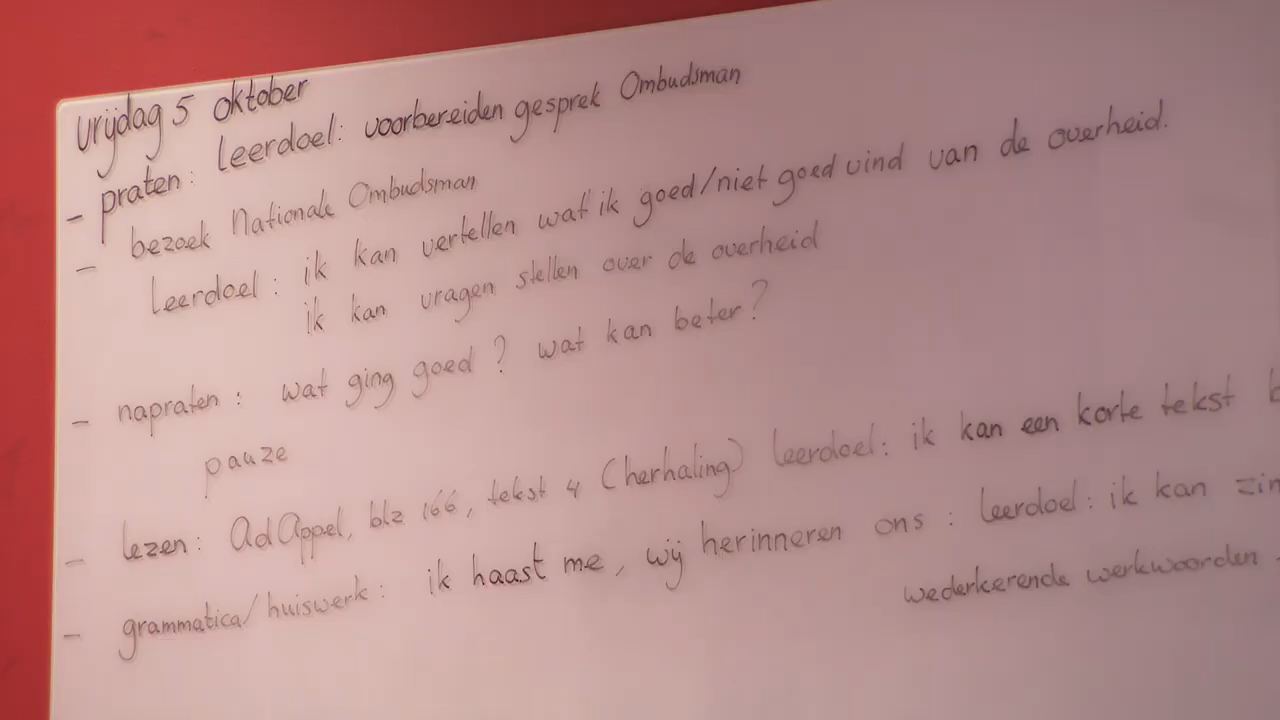 vrijdag 5 oktober
- praten: leerdoel: voorbereiden gesprek Ombudsman
- bezoek Nationale Ombudsman
leerdoel: ik kan vertellen wat ik goed/niet goed vind van de overheid.
ik kan vragen stellen over de overheid
- napraten: wat ging goed? wat kan beter?
pauze
- lezen: Ad Appel, blz 166, tekst 4 (herhaling) leerdoel: ik kan een korte tekst
- grammatica/huiswerk: ik haast me, wij herinneren ons: leerdoel: ik kan
wederkerende werkwoorden